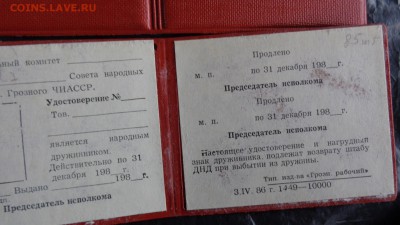 COINS.LAVE.RU
льный комитет
Совета народных
Грозного ЧИАССР.
Удостоверение №
Тов.
является народным
дружинником.
Действительно по 31
декабря 198 г.
Выдано 198 г.
Председатель исполкома
85 шт
Продлено
м. п. по 31 декабря 198 г.
Председатель исполкома
Продлено
м. п. по 31 декабря 198 г.
Председатель исполкома
Настоящее удостоверение и нагрудный
знак дружинника, подлежат возврату штабу
ДНД при выбытии из дружины.
Тип. изд-ва «Грозн. рабочий»
3.IV. 86 г. 1449—10000